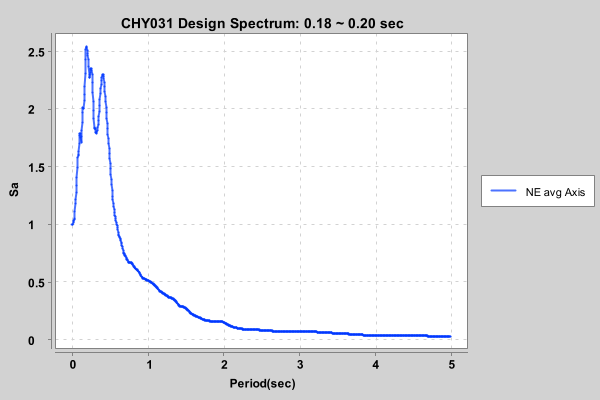 CHY031 Design Spectrum: 0.18 ~ 0.20 sec
2.5
2
1.5
1
0.5
0
Sa
0 1 2 3 4 5
Period(sec)
NE avg Axis